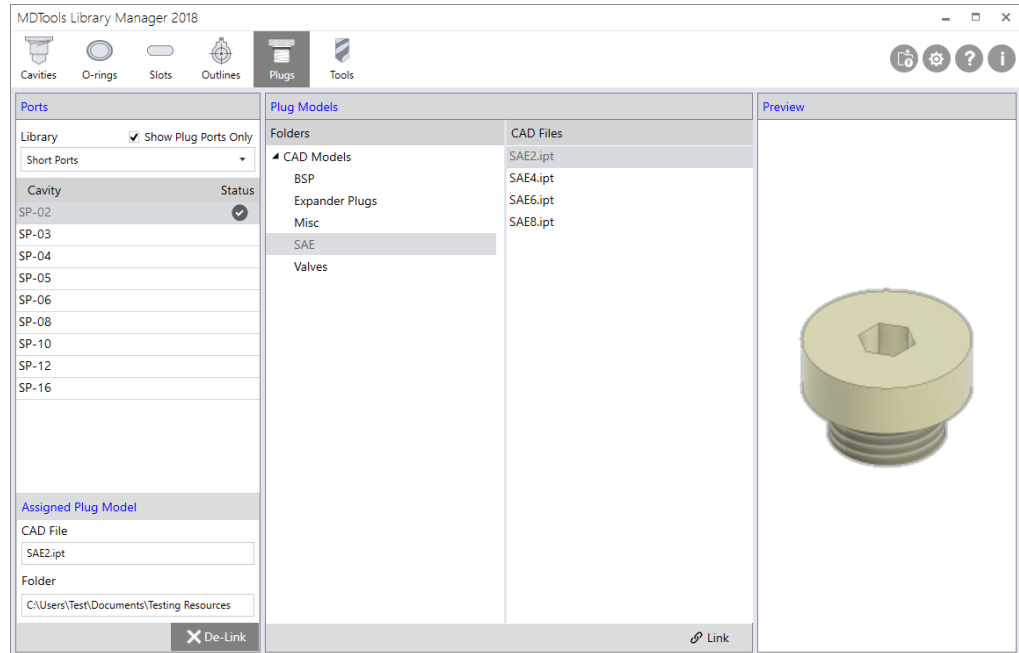 MDTools Library Manager 2018
Cavities O-rings Slots Outlines Plugs Tools
Ports
Library Show Plug Ports Only
Short Ports
Cavity Status
SP-02
SP-03
SP-04
SP-05
SP-06
SP-08
SP-10
SP-12
SP-16
Assigned Plug Model
CAD File
SAE2.ipt
Folder
C:\Users\Test\Documents\Testing Resources
De-Link
Plug Models
Folders
CAD Models
BSP
Expander Plugs
Misc
SAE
Valves
CAD Files
SAE2.ipt
SAE4.ipt
SAE6.ipt
SAE8.ipt
Link
Preview